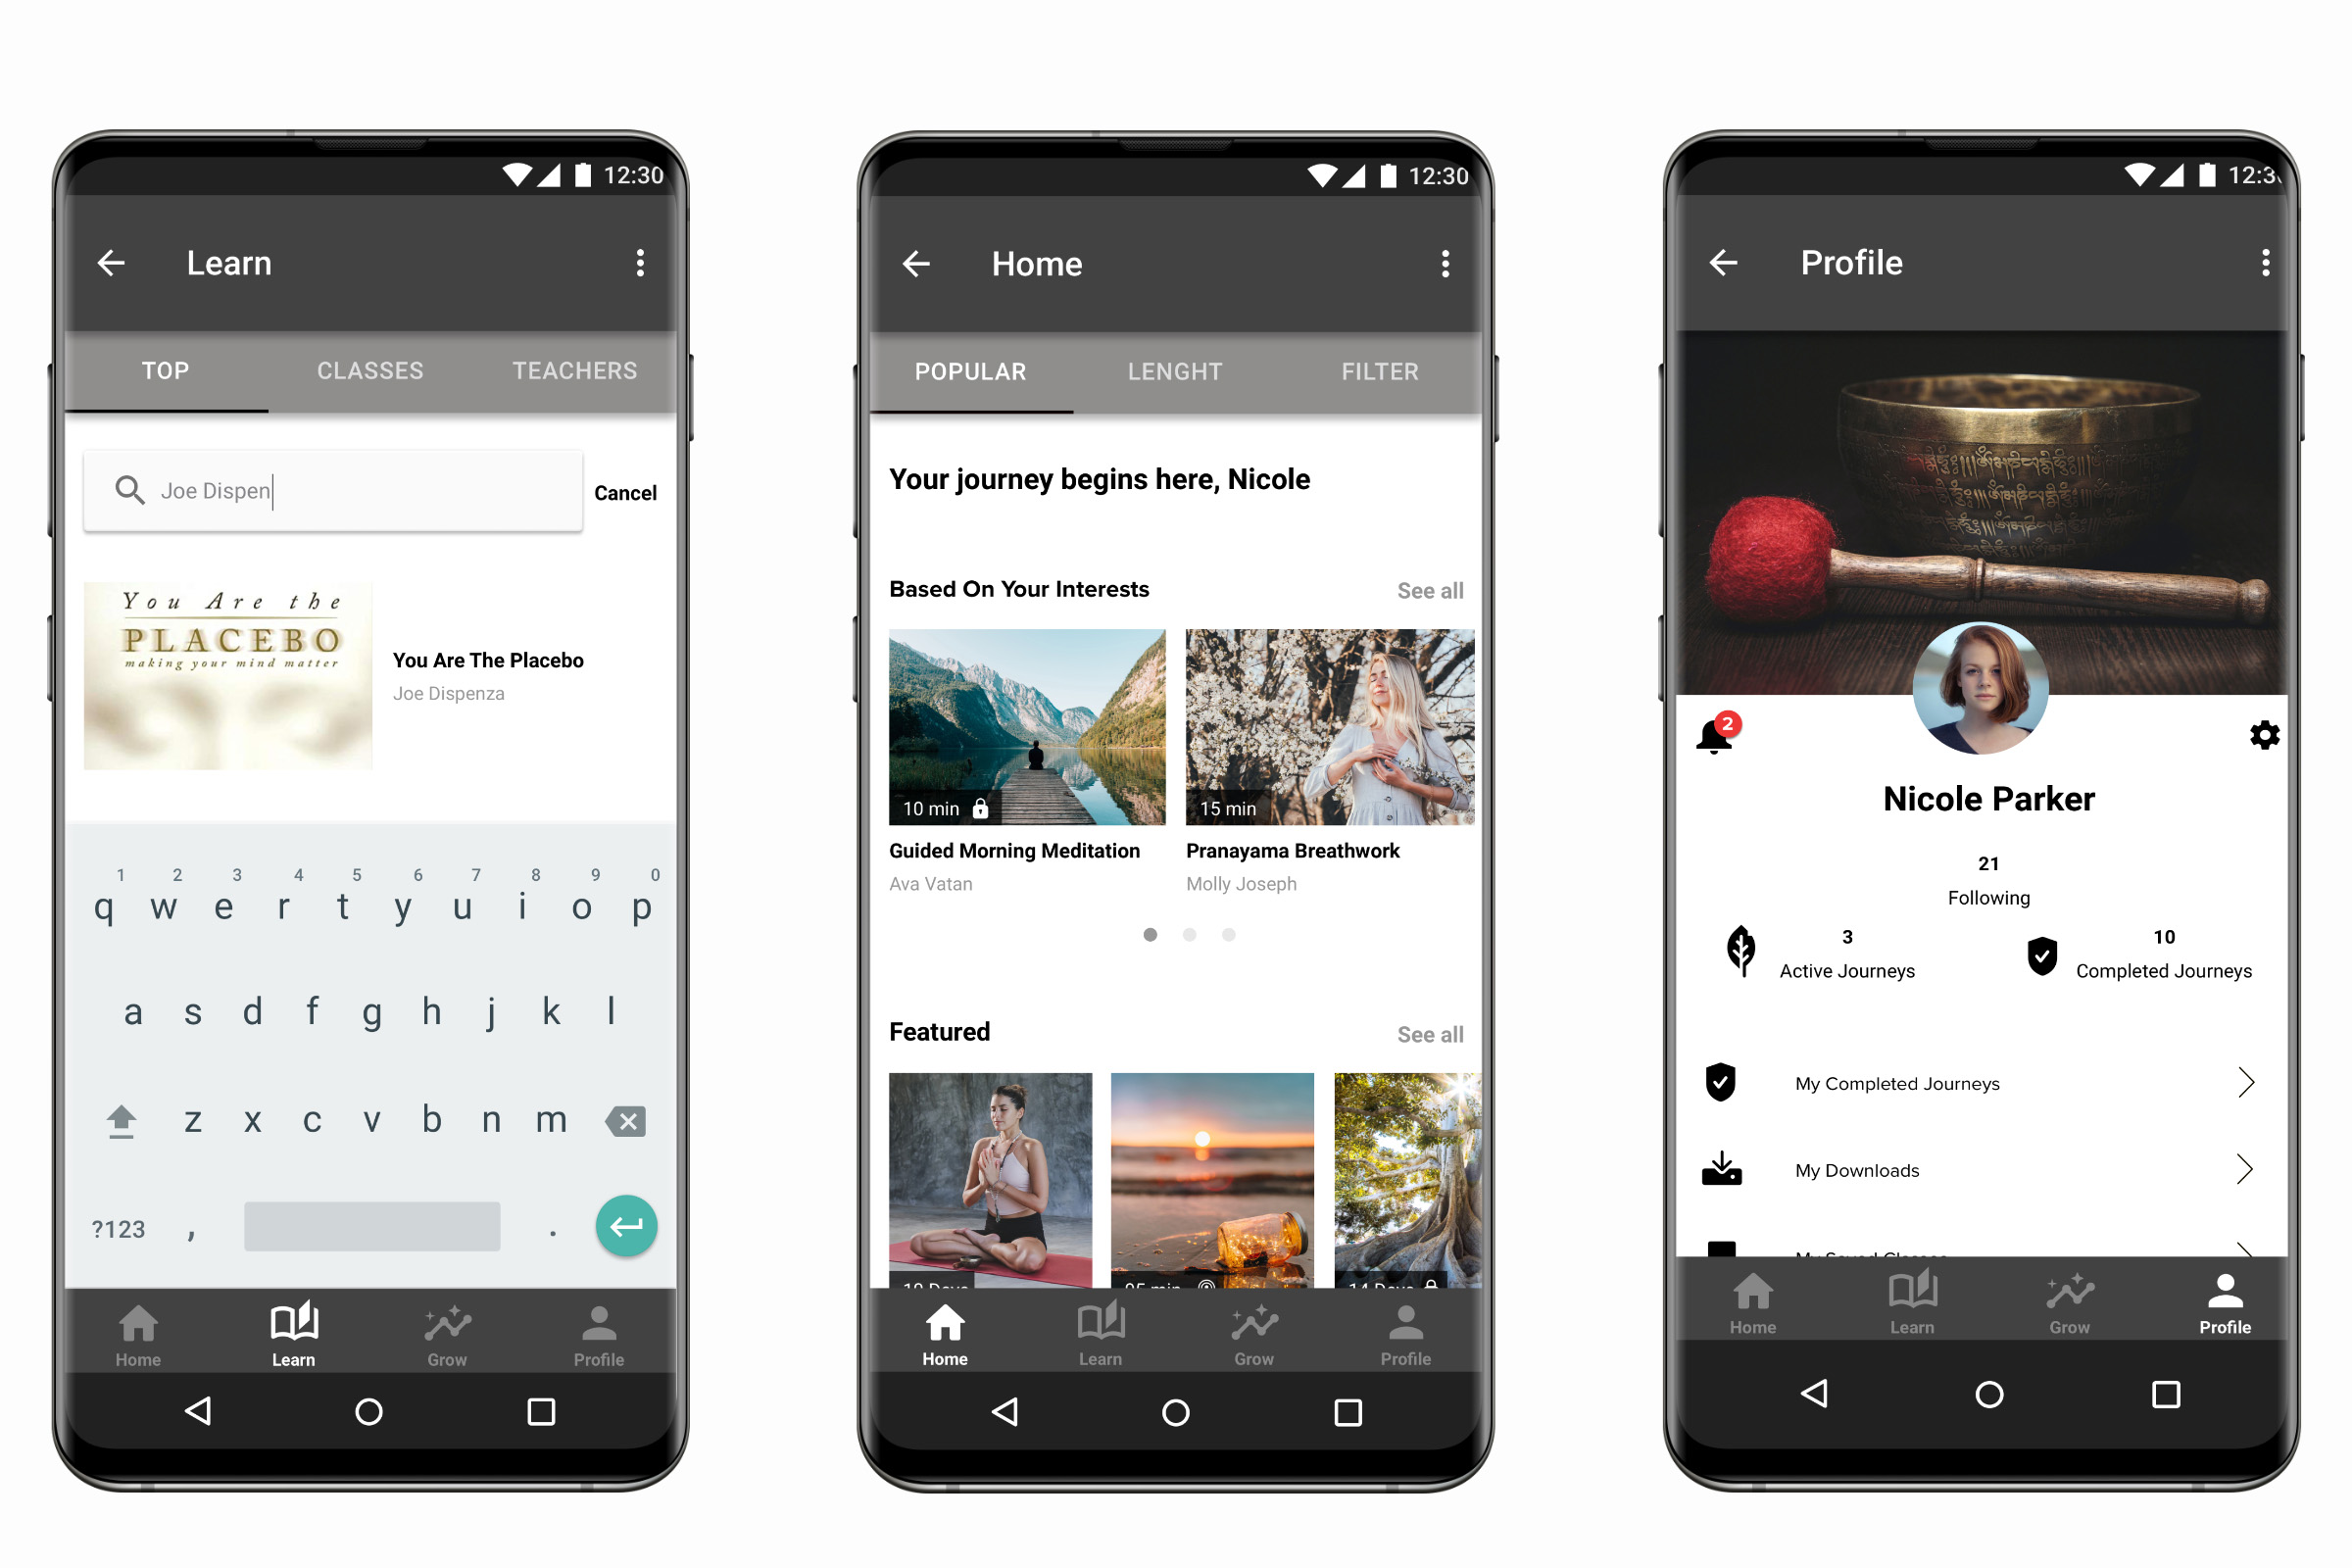 12:30
Learn
TOP CLASSES TEACHERS
Joe Dispen
Cancel
You Are the
PLACEBO
making your mind matter
You Are The Placebo
Joe Dispenza
1 2 3 4 5 6 7 8 9 0
q w e r t y u i o p
a s d f g h j k l
z x c v b n m
?123 , .
Home Learn Grow Profile
12:30
Home
POPULAR LENGHT FILTER
Your journey begins here, Nicole
Based On Your Interests See all
10 min 15 min
Guided Morning Meditation Pranayama Breathwork
Ava Vatan Molly Joseph
Featured See all
Home Learn Grow Profile
12:3
Profile
2
Nicole Parker
21
Following
3 10
Active Journeys Completed Journeys
My Completed Journeys
My Downloads
Home Learn Grow Profile